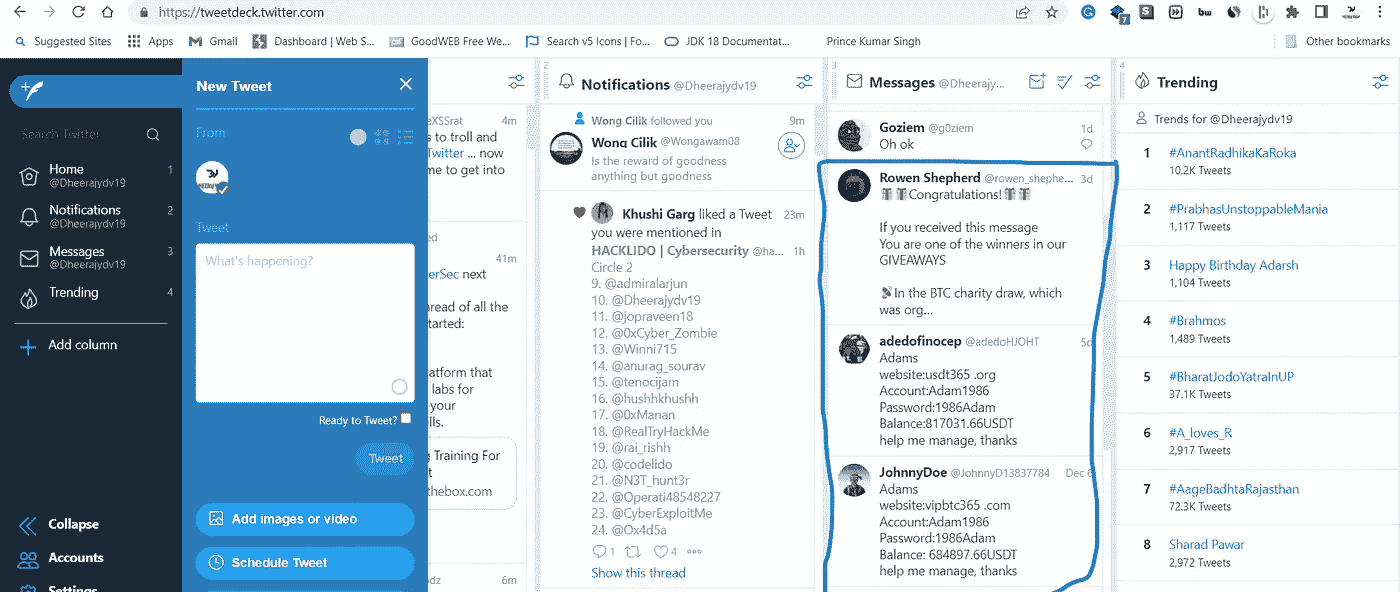 https://tweetdeck.twitter.com
7
Suggested Sites
Apps
Gmail
Dashboard | Web S...
GoodWEB Free We...
Search v5 Icons | Fo...
JDK 18 Documentat...
Prince Kumar Singh
Other bookmarks
Search Twitter
Home 1
@Dheerajydv19
Notifications 2
@Dheerajydv19
Messages 3
@Dheerajydv19
Trending 4
Add column
Collapse
Accounts
Settings
New Tweet
From
Tweet
What's happening?
Ready to Tweet?
Tweet
Add images or video
Schedule Tweet
eXSSrat 4m
s to troll and
Twitter ... now
me to get into
ed
41m
erSec next
read of all the
tarted:
atform that
labs for
your
lls.
g Training For
t
thebox.com
dz 6m
2
Notifications @Dheerajydv19
Wong Cilik followed you 9m
Wong Cilik @Wongawam08
Is the reward of goodness
anything but goodness
Khushi Garg liked a Tweet 23m
you were mentioned in
HACKLIDO | Cybersecurity @ha... 1h
Circle 2
9. @admiralarjun
10. @Dheerajydv19
11. @jopraveen18
12. @0xCyber_Zombie
13. @Winni715
14. @anurag_sourav
15. @tenocijam
16. @hushhkhushh
17. @0xManan
18. @RealTryHackMe
19. @rai_rishh
20. @codelido
21. @N3T_hunt3r
22. @Operati48548227
23. @CyberExploitMe
24. @Ox4d5a
1 4
Show this thread
3
Messages @Dheerajy...
Goziem @g0ziem 1d
Oh ok
Rowen Shepherd @rowen_shephe... 3d
Congratulations!
If you received this message
You are one of the winners in our
GIVEAWAYS
In the BTC charity draw, which
was org...
adedofinocep @adedoHJOHT 5d
Adams
website:usdt365 .org
Account:Adam1986
Password:1986Adam
Balance:817031.66USDT
help me manage, thanks
JohnnyDoe @JohnnyD13837784 Dec 6
Adams
website:vipbtc365 .com
Account:Adam1986
Password:1986Adam
Balance: 684897.66USDT
help me manage, thanks
4
Trending
Trends for @Dheerajydv19
1 #AnantRadhikaKaRoka
10.2K Tweets
2 #PrabhasUnstoppableMania
1,117 Tweets
3 Happy Birthday Adarsh
1,104 Tweets
4 #Brahmos
1,489 Tweets
5 #BharatJodoYatraInUP
37.1K Tweets
6 #A_loves_R
2,917 Tweets
7 #AageBadhtaRajasthan
72.3K Tweets
8 Sharad Pawar
2,972 Tweets